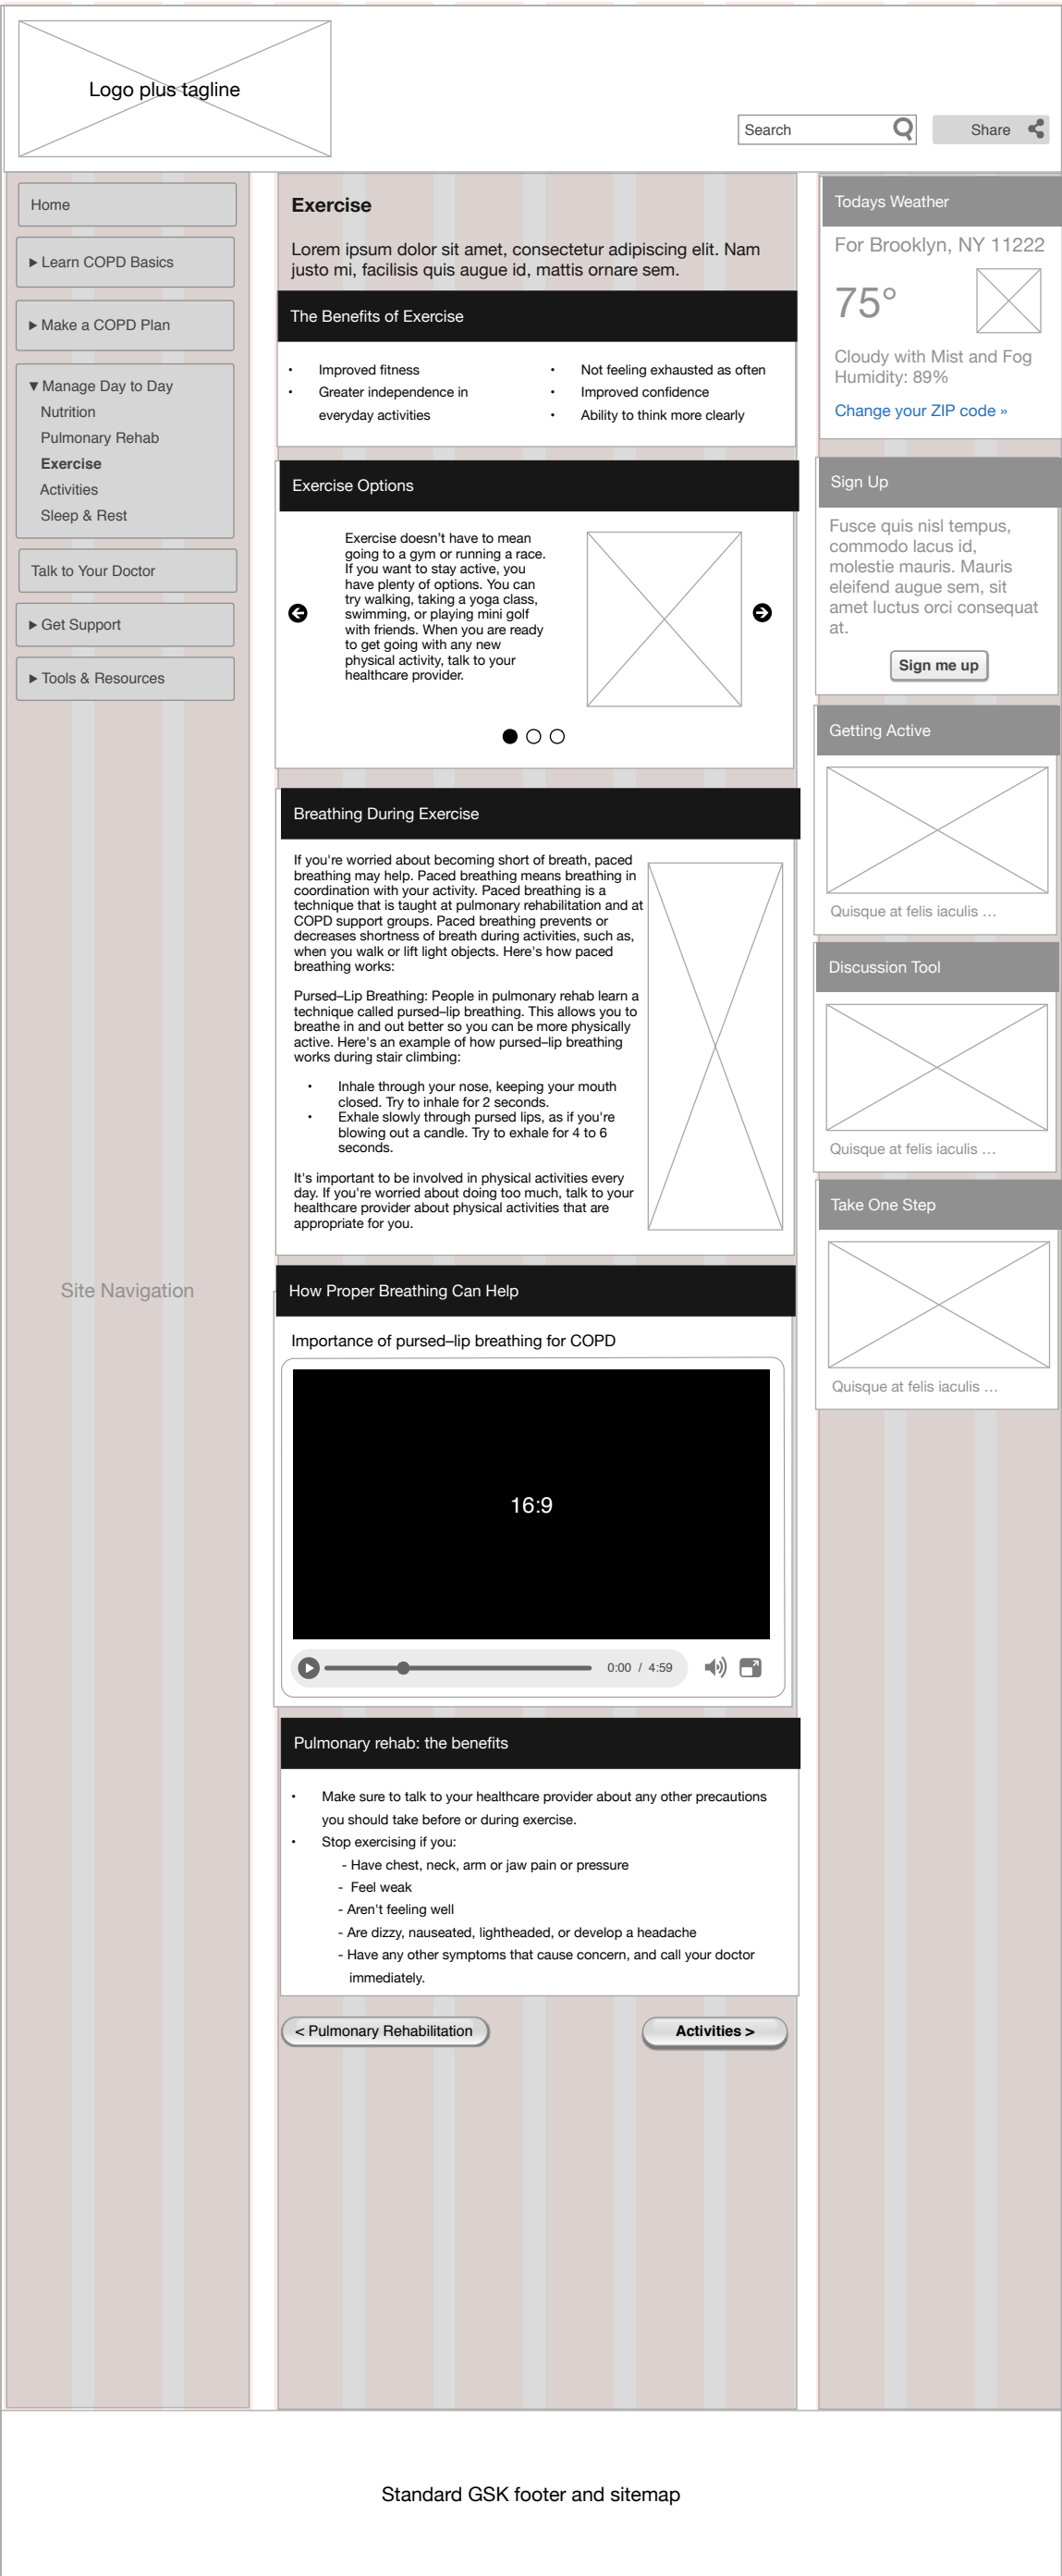 Logo plus tagline
Search
Share
Home
▶ Learn COPD Basics
▶ Make a COPD Plan
▼ Manage Day to Day
Nutrition
Pulmonary Rehab
Exercise
Activities
Sleep & Rest
Talk to Your Doctor
▶ Get Support
▶ Tools & Resources
Site Navigation
Exercise
Lorem ipsum dolor sit amet, consectetur adipiscing elit. Nam
justo mi, facilisis quis augue id, mattis ornare sem.
The Benefits of Exercise
• Improved fitness
• Greater independence in
everyday activities
• Not feeling exhausted as often
• Improved confidence
• Ability to think more clearly
Exercise Options
Exercise doesn't have to mean
going to a gym or running a race.
If you want to stay active, you
have plenty of options. You can
try walking, taking a yoga class,
swimming, or playing mini golf
with friends. When you are ready
to get going with any new
physical activity, talk to your
healthcare provider.
Breathing During Exercise
If you're worried about becoming short of breath, paced
breathing may help. Paced breathing means breathing in
coordination with your activity. Paced breathing is a
technique that is taught at pulmonary rehabilitation and at
COPD support groups. Paced breathing prevents or
decreases shortness of breath during activities, such as,
when you walk or lift light objects. Here's how paced
breathing works:
Pursed–Lip Breathing: People in pulmonary rehab learn a
technique called pursed–lip breathing. This allows you to
breathe in and out better so you can be more physically
active. Here's an example of how pursed–lip breathing
works during stair climbing:
• Inhale through your nose, keeping your mouth
closed. Try to inhale for 2 seconds.
• Exhale slowly through pursed lips, as if you're
blowing out a candle. Try to exhale for 4 to 6
seconds.
It's important to be involved in physical activities every
day. If you're worried about doing too much, talk to your
healthcare provider about physical activities that are
appropriate for you.
How Proper Breathing Can Help
Importance of pursed–lip breathing for COPD
16:9
0:00 / 4:59
Pulmonary rehab: the benefits
• Make sure to talk to your healthcare provider about any other precautions
you should take before or during exercise.
• Stop exercising if you:
- Have chest, neck, arm or jaw pain or pressure
- Feel weak
- Aren't feeling well
- Are dizzy, nauseated, lightheaded, or develop a headache
- Have any other symptoms that cause concern, and call your doctor
immediately.
< Pulmonary Rehabilitation
Activities >
Todays Weather
For Brooklyn, NY 11222
75°
Cloudy with Mist and Fog
Humidity: 89%
Change your ZIP code »
Sign Up
Fusce quis nisl tempus,
commodo lacus id,
molestie mauris. Mauris
eleifend augue sem, sit
amet luctus orci consequat
at.
Sign me up
Getting Active
Quisque at felis iaculis …
Discussion Tool
Quisque at felis iaculis …
Take One Step
Quisque at felis iaculis …
Standard GSK footer and sitemap